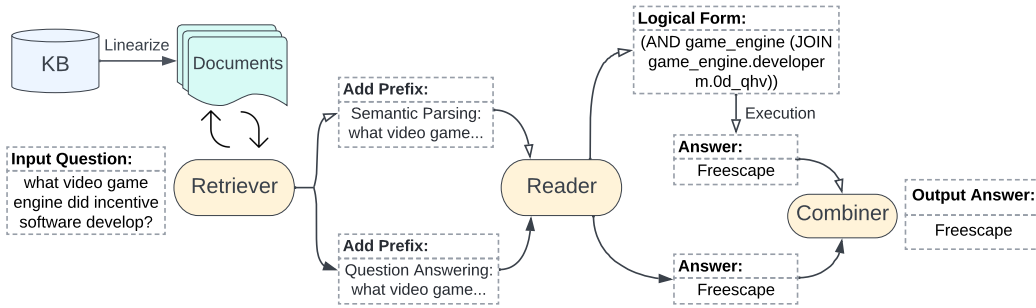 KB
Linearize
Documents
Input Question:
what video game
engine did incentive
software develop?
Retriever
Add Prefix:
Semantic Parsing:
what video game...
Add Prefix:
Question Answering:
what video game...
Reader
Logical Form:
(AND game_engine (JOIN
game_engine.developer
m.0d_qhv))
Execution
Answer:
Freescape
Answer:
Freescape
Combiner
Output Answer:
Freescape